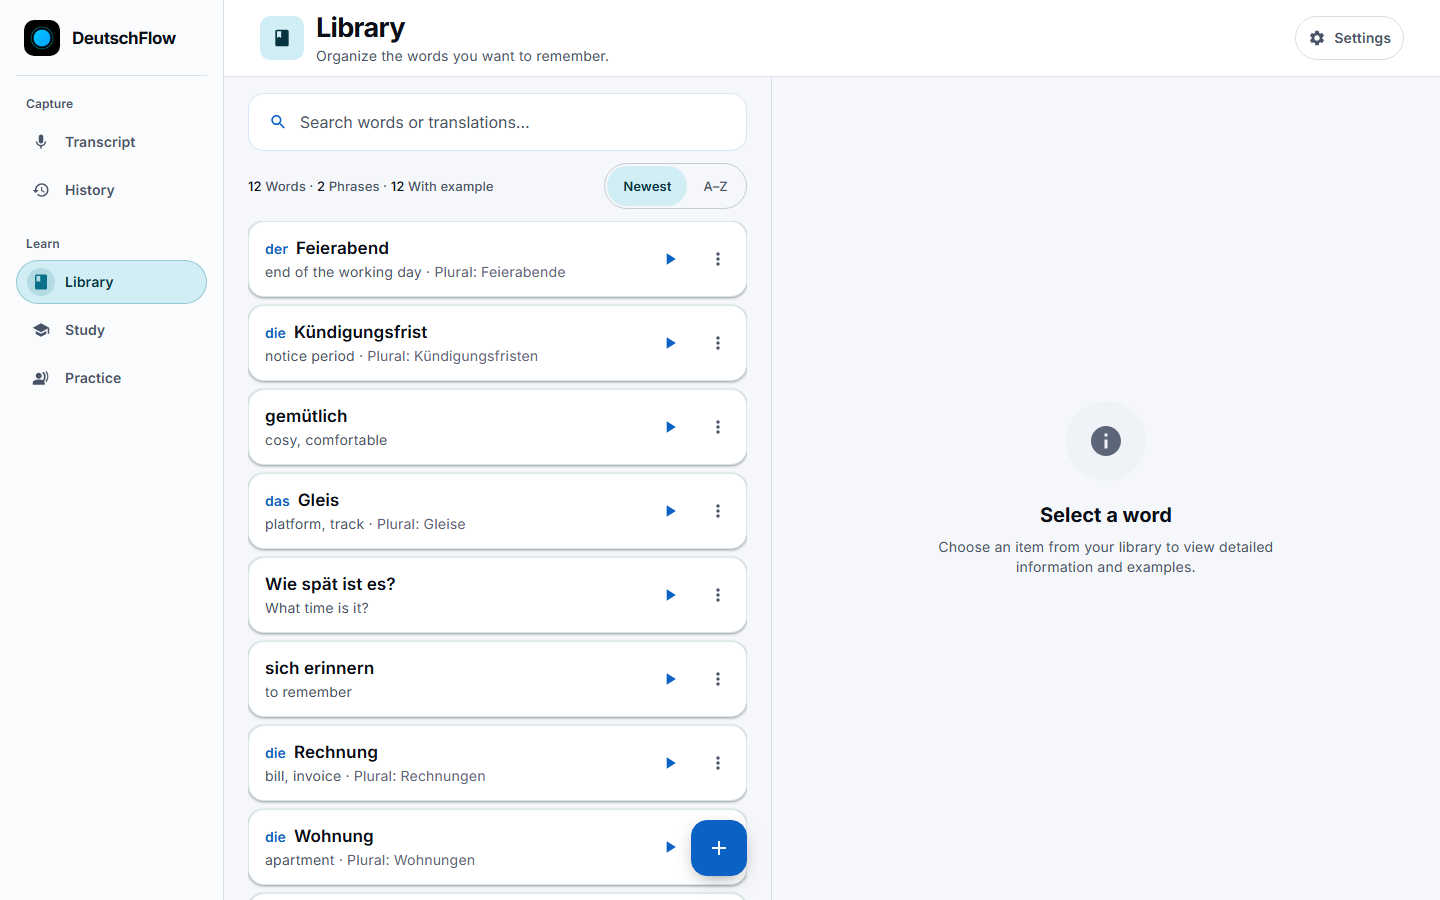 DeutschFlow
Capture
Transcript
History
Learn
Library
Study
Practice
Library
Organize the words you want to remember.
Settings
Search words or translations...
12 Words · 2 Phrases · 12 With example
Newest
A–Z
der Feierabend
end of the working day · Plural: Feierabende
die Kündigungsfrist
notice period · Plural: Kündigungsfristen
gemütlich
cosy, comfortable
das Gleis
platform, track · Plural: Gleise
Wie spät ist es?
What time is it?
sich erinnern
to remember
die Rechnung
bill, invoice · Plural: Rechnungen
die Wohnung
apartment · Plural: Wohnungen
Select a word
Choose an item from your library to view detailed
information and examples.